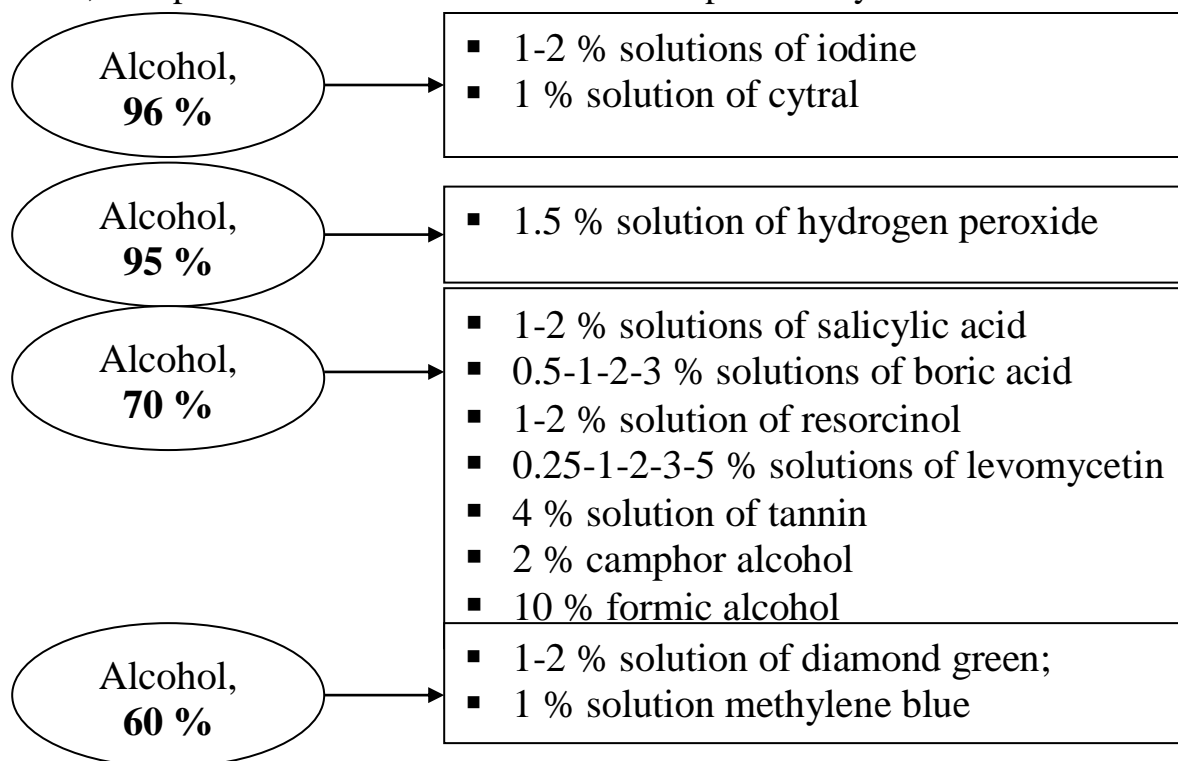 Alcohol,
96 %
▪ 1-2 % solutions of iodine
▪ 1 % solution of cytral
Alcohol,
95 %
▪ 1.5 % solution of hydrogen peroxide
Alcohol,
70 %
▪ 1-2 % solutions of salicylic acid
▪ 0.5-1-2-3 % solutions of boric acid
▪ 1-2 % solution of resorcinol
▪ 0.25-1-2-3-5 % solutions of levomycetin
▪ 4 % solution of tannin
▪ 2 % camphor alcohol
▪ 10 % formic alcohol
Alcohol,
60 %
▪ 1-2 % solution of diamond green;
▪ 1 % solution methylene blue